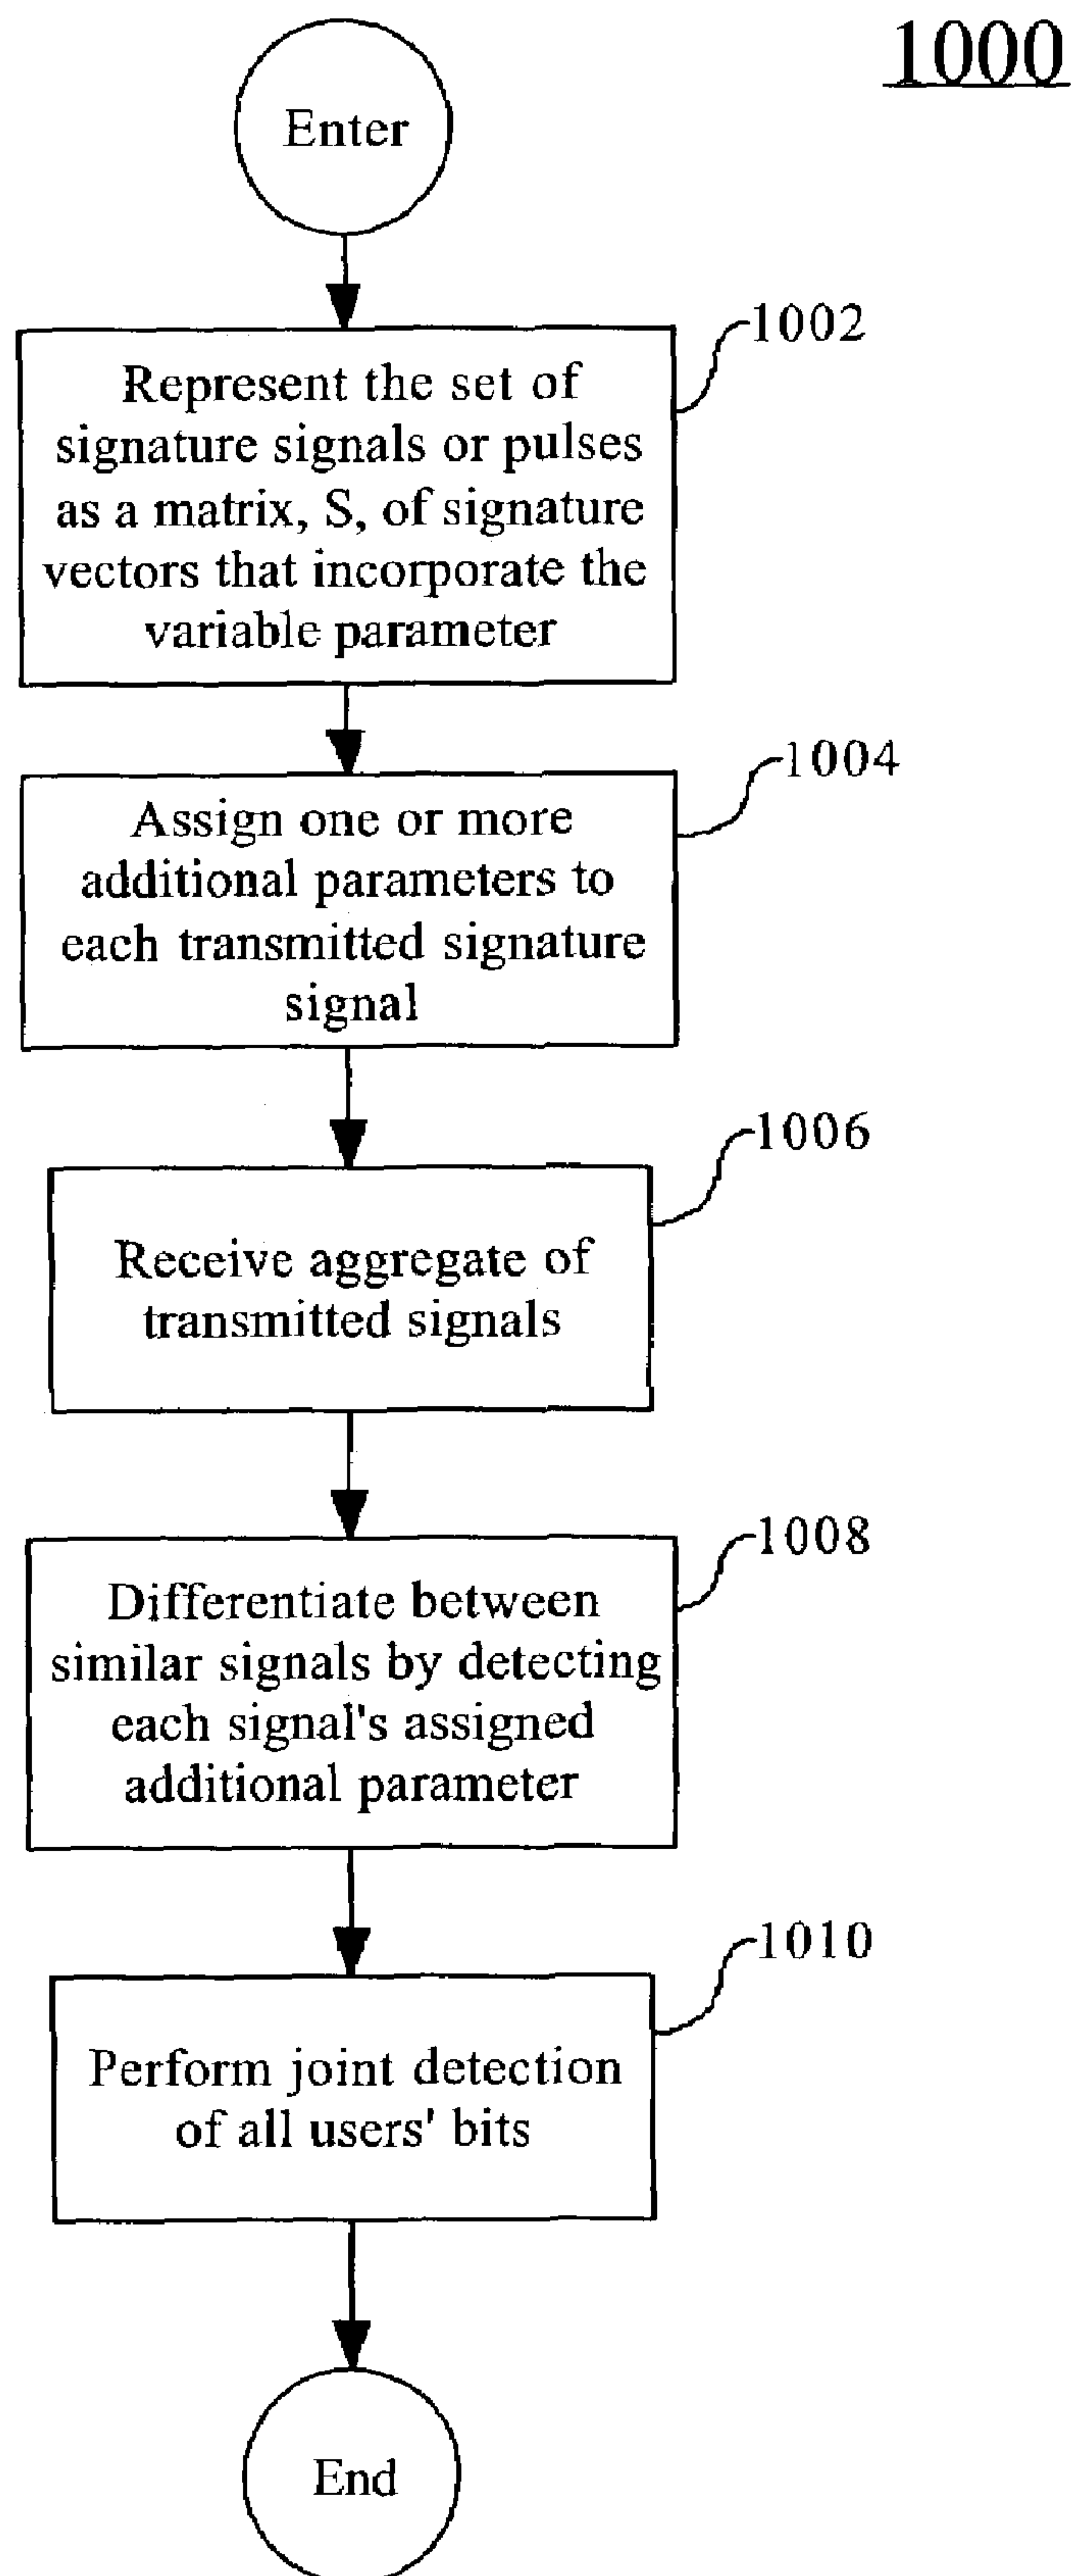 1000
Enter
1002
Represent the set of
signature signals or pulses
as a matrix, S, of signature
vectors that incorporate the
variable parameter
1004
Assign one or more
additional parameters to
each transmitted signature
signal
1006
Receive aggregate of
transmitted signals
1008
Differentiate between
similar signals by detecting
each signal's assigned
additional parameter
1010
Perform joint detection
of all users' bits
End